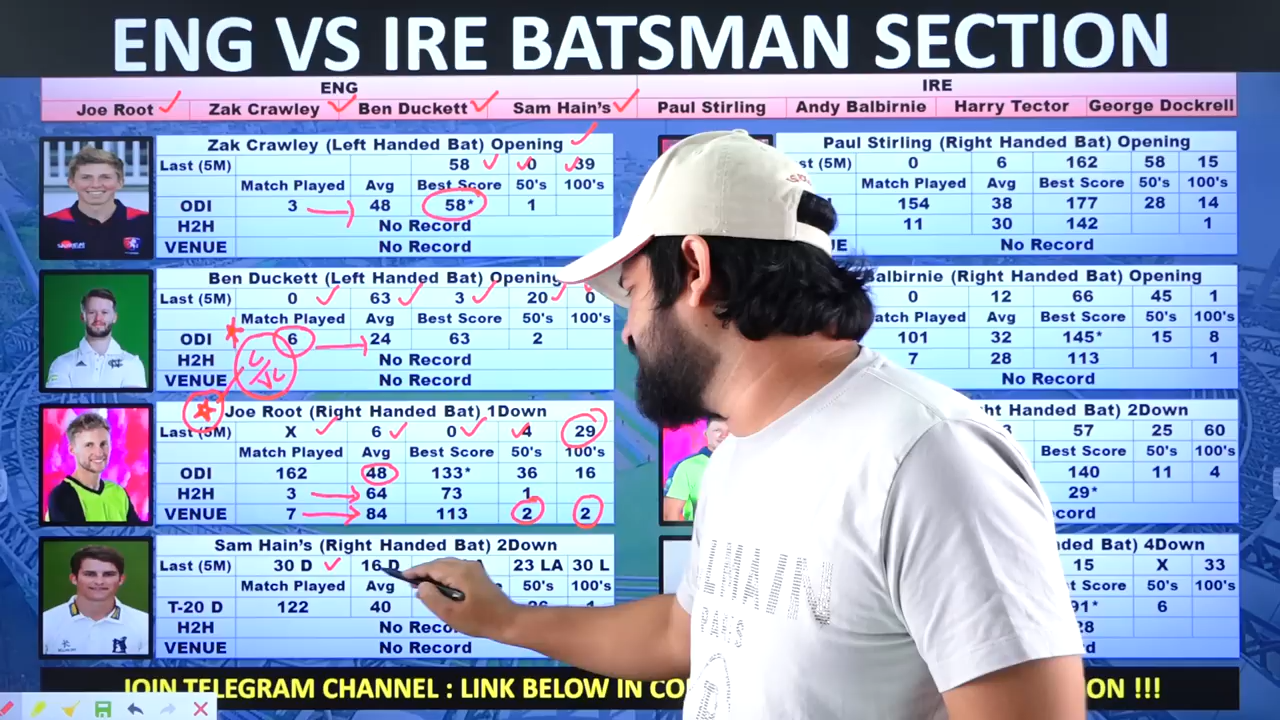 ENG VS IRE BATSMAN SECTION
ENG IRE
Joe Root Zak Crawley Ben Duckett Sam Hain's Paul Stirling Andy Balbirnie Harry Tector George Dockrell
Zak Crawley (Left Handed Bat) Opening
Last (5M) 58 0 39
Match Played Avg Best Score 50's 100's
ODI 3 48 58* 1
H2H No Record
VENUE No Record
Ben Duckett (Left Handed Bat) Opening
Last (5M) 0 63 3 20 0
Match Played Avg Best Score 50's 100's
ODI 6 24 63 2
H2H No Record
VENUE No Record
Joe Root (Right Handed Bat) 1Down
Last (5M) X 6 0 4 29
Match Played Avg Best Score 50's 100's
ODI 162 48 133* 36 16
H2H 3 64 73 1
VENUE 7 84 113 2 2
Sam Hain's (Right Handed Bat) 2Down
Last (5M) 30 D 16 D 23 LA 30 L
Match Played Avg 50's 100's
T-20 D 122 40
H2H No
VENUE No Record
Paul Stirling (Right Handed Bat) Opening
(5M) 0 6 162 58 15
Match Played Avg Best Score 50's 100's
154 38 177 28 14
11 30 142 1
No Record
Balbirnie (Right Handed Bat) Opening
0 12 66 45 1
Match Played Avg Best Score 50's 100's
101 32 145* 15 8
7 28 113 1
No Record
Handed Bat) 2Down
57 25 60
Best Score 50's 100's
140 11 4
29*
Bat) 4Down
15 X 33
Score 50's 100's
91* 6
28
JOIN TELEGRAM CHANNEL : LINK BELOW IN !!!